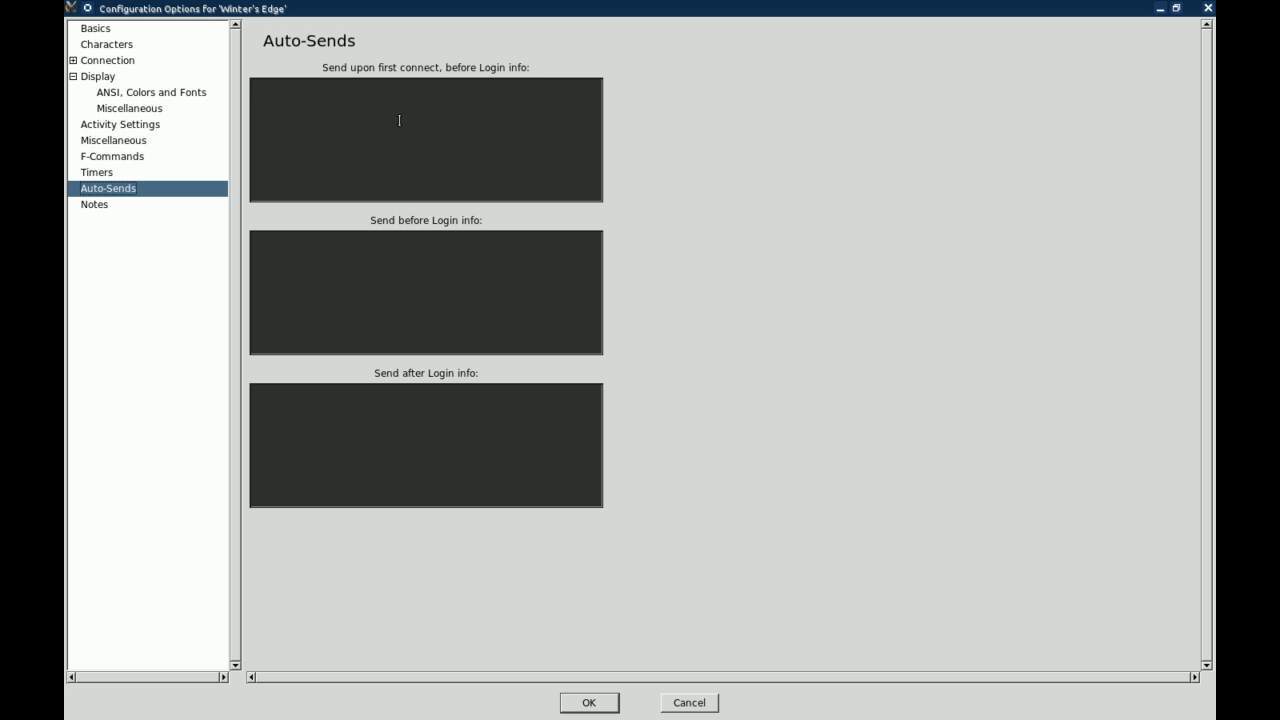 Configuration Options for 'Winter's Edge'
Basics
Characters
Connection
Display
ANSI, Colors and Fonts
Miscellaneous
Activity Settings
Miscellaneous
F-Commands
Timers
Auto-Sends
Notes
Auto-Sends
Send upon first connect, before Login info:
Send before Login info:
Send after Login info:
OK
Cancel